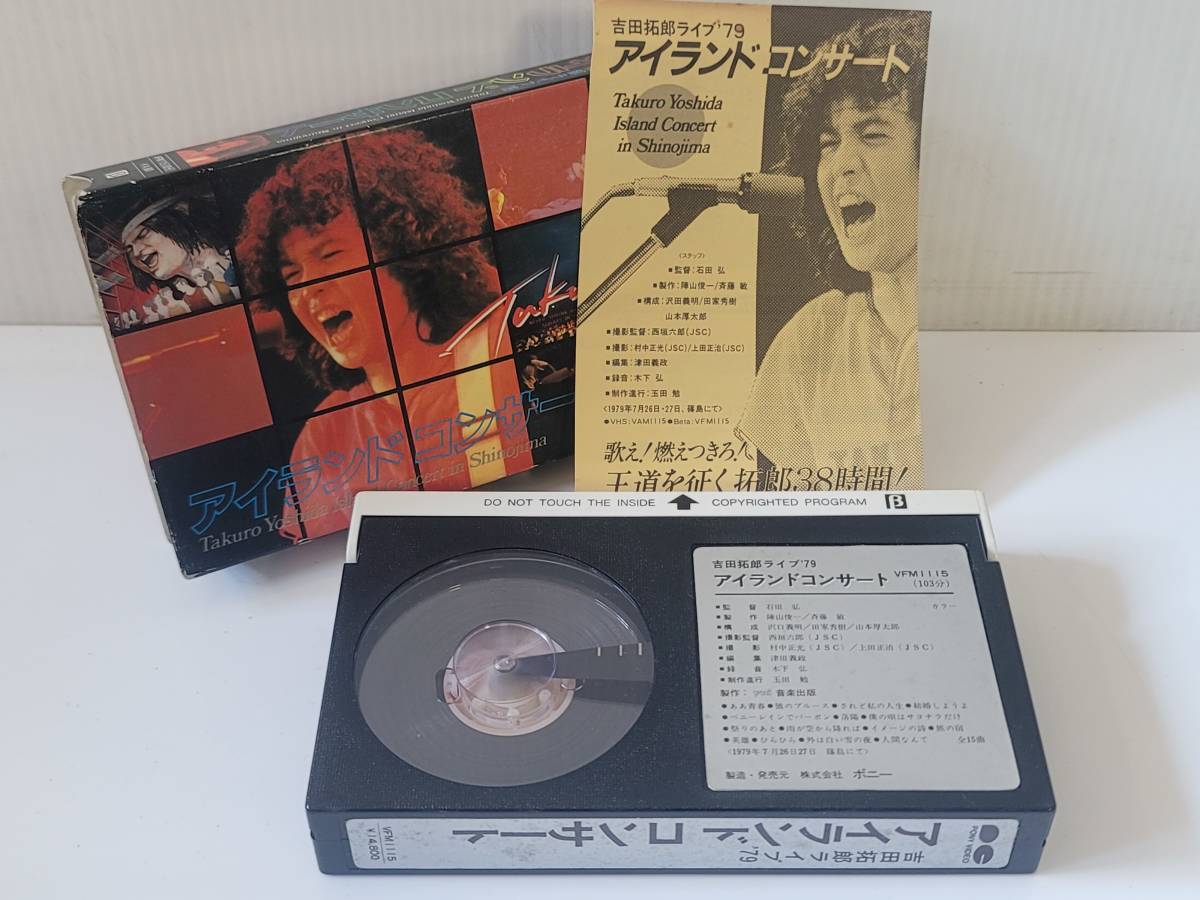 アイランド コンサー
Takuro Yoshida Island Concert in Shinojima
吉田拓郎ライブ'79
アイランド コンサート
Takuro Yoshida
Island Concert
in Shinojima
〈スタッフ〉
■監督:石田 弘
■製作:陣山俊一/斉藤 敏
■構成:沢田義明/田家秀樹
山本厚太郎
■撮影監督:西垣六郎(JSC)
■撮影:村中正光(JSC)/上田正治(JSC)
■編集:津田義政
■録音:木下 弘
■制作進行:玉田 勉
〈1979年7月26日・27日、篠島にて〉
●VHS:VAM1115●Beta:VFM1115
歌え!燃えつきろ!
王道を征く拓郎38時間!
DO NOT TOUCH THE INSIDE COPYRIGHTED PROGRAM β
吉田拓郎ライブ'79
アイランドコンサート VFM1115
(103分)
■監 督 石田 弘 カラー
■製 作 陣山俊一/斉藤 敏
■構 成 沢口義明/田家秀樹/山本厚太郎
■撮影監督 西垣六郎(JSC)
■撮 影 村中正光(JSC)/上田正治(JSC)
■編 集 津田義政
■録 音 木下 弘
■制作進行 玉田 勉
製作: 音楽出版
●ああ青春●狼のブルース●されど私の人生●結婚しようよ
●ペニーレインでバーボン●落陽●僕の唄はサヨナラだけ
●祭りのあと●雨が空から降れば●イメージの詩●旅の宿
●英雄●ひらひら●外は白い雪の夜●人間なんて 全15曲
〈1979年7月26日27日 篠島にて〉
製造・発売元 株式会社 ポニー
PONY VIDEO
吉田拓郎ライブ'79
アイランド コンサート
VFM1115
¥14,800